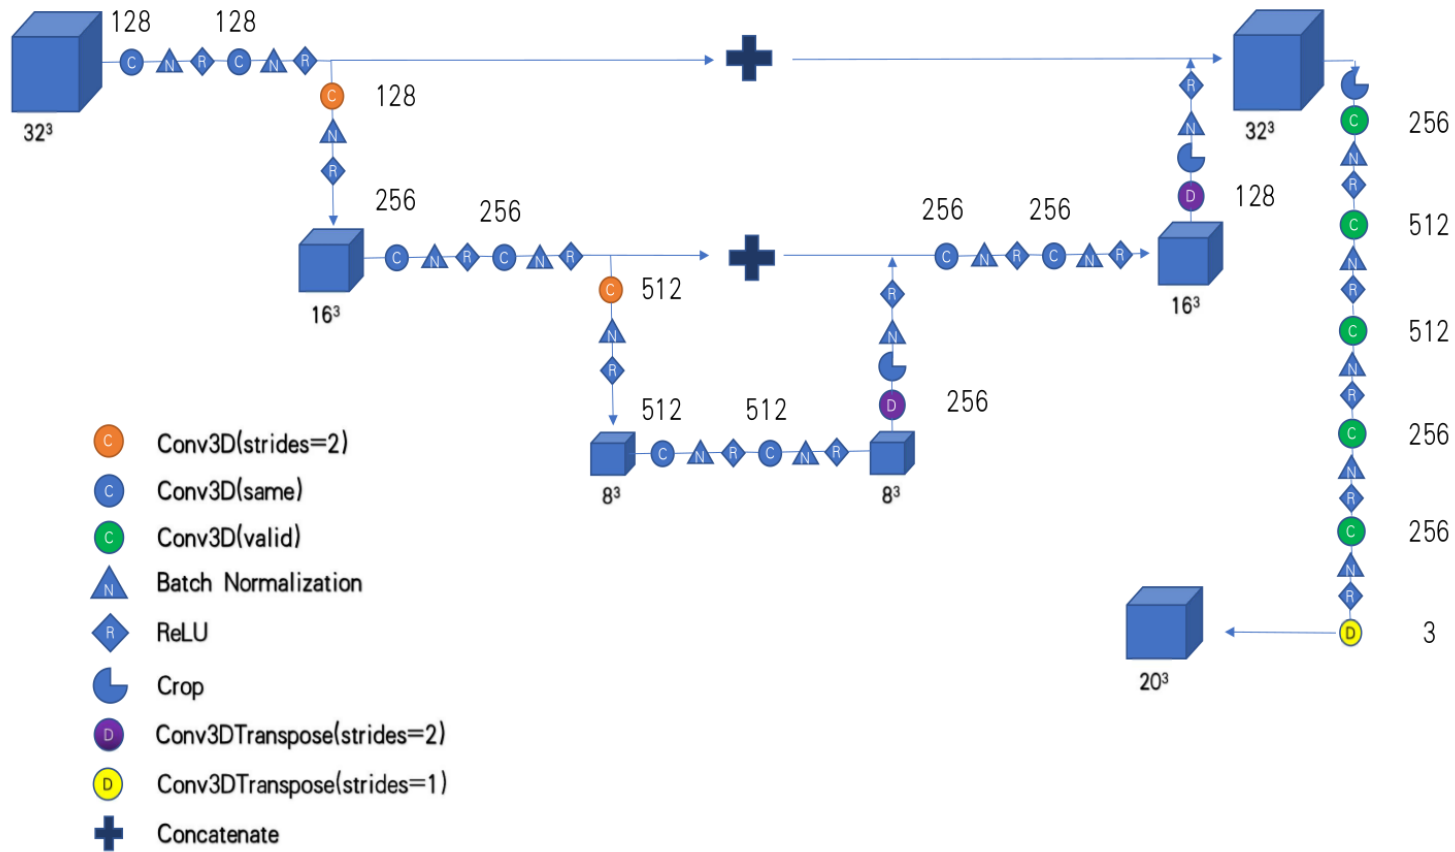 128 128
C N R C N R
32³
C 128
N
R
256 256
C N R C N R
16³
C 512
N
R
512 512
C N R C N R
8³
8³
R
N
D 256
256 256
C N R C N R
16³
R
N
D 128
32³
C 256
N
R
C 512
N
R
C 512
N
R
C 256
N
R
C 256
N
R
D 3
20³
C Conv3D(strides=2)
C Conv3D(same)
C Conv3D(valid)
N Batch Normalization
R ReLU
Crop
D Conv3DTranspose(strides=2)
D Conv3DTranspose(strides=1)
Concatenate